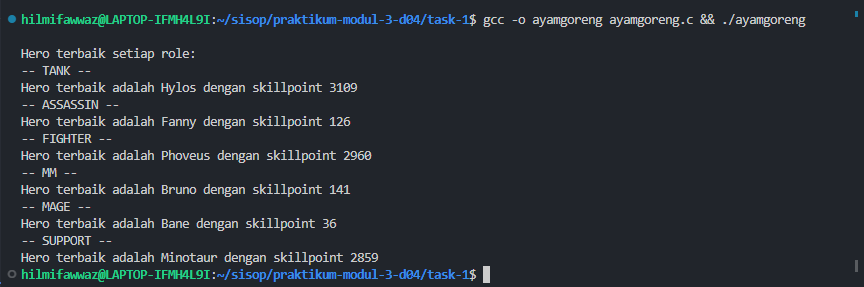 hilmifawwaz@LAPTOP-IFMH4L9I:~/sisop/praktikum-modul-3-d04/task-1$ gcc -o ayamgoreng ayamgoreng.c && ./ayamgoreng
Hero terbaik setiap role:
-- TANK --
Hero terbaik adalah Hylos dengan skillpoint 3109
-- ASSASSIN --
Hero terbaik adalah Fanny dengan skillpoint 126
-- FIGHTER --
Hero terbaik adalah Phoveus dengan skillpoint 2960
-- MM --
Hero terbaik adalah Bruno dengan skillpoint 141
-- MAGE --
Hero terbaik adalah Bane dengan skillpoint 36
-- SUPPORT --
Hero terbaik adalah Minotaur dengan skillpoint 2859
hilmifawwaz@LAPTOP-IFMH4L9I:~/sisop/praktikum-modul-3-d04/task-1$